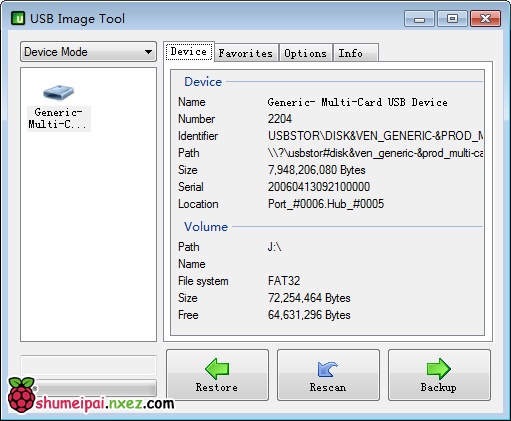 USB Image Tool
Device Mode
Generic-
Multi-C...
Device Favorites Options Info
Device
Name Generic- Multi-Card USB Device
Number 2204
Identifier USBSTOR\DISK&VEN_GENERIC-&PROD_M
Path \\?\usbstor#disk&ven_generic-&prod_multi-ca
Size 7,948,206,080 Bytes
Serial 20060413092100000
Location Port_#0006.Hub_#0005
Volume
Path J:\
Name
File system FAT32
Size 72,254,464 Bytes
Free 64,631,296 Bytes
Restore Rescan Backup
shumeipai.nxez.com